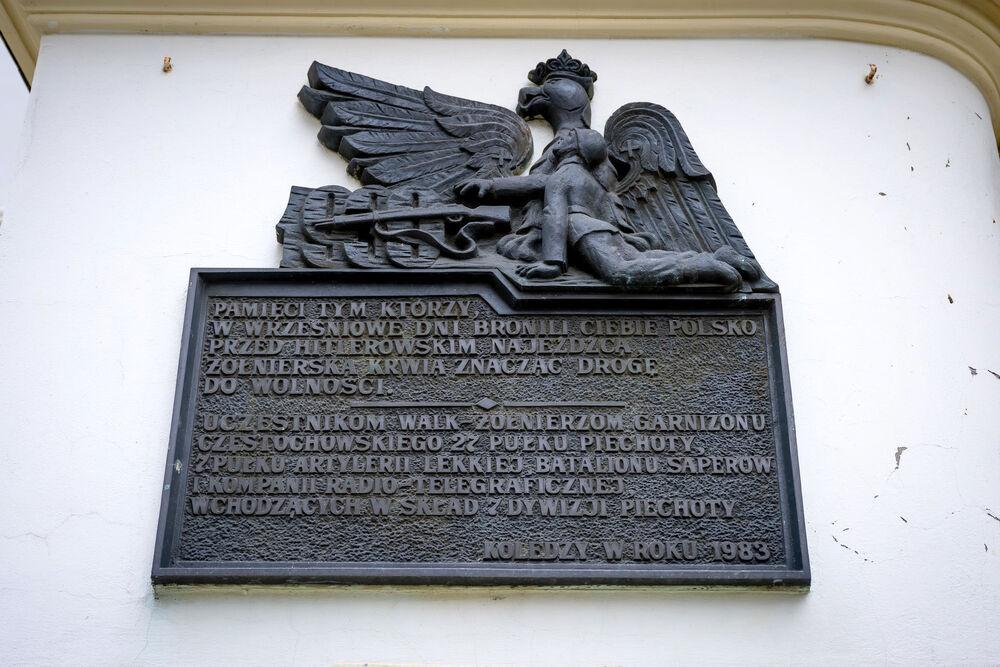 PAMIĘCI TYM KTÓRZY
W WRZEŚNIOWE DNI BRONILI CIEBIE POLSKO
PRZED HITLEROWSKIM NAJEŹDŹCĄ
ŻOŁNIERSKĄ KRWIĄ ZNACZĄC DROGĘ
DO WOLNOŚCI.
UCZESTNIKOM WALK ŻOŁNIERZOM GARNIZONU
CZĘSTOCHOWSKIEGO 27 PUŁKU PIECHOTY,
7 PUŁKU ARTYLERII LEKKIEJ, BATALIONU SAPERÓW
I KOMPANII RADIO-TELEGRAFICZNEJ
WCHODZĄCYCH W SKŁAD 7 DYWIZJI PIECHOTY
KOLEDZY W ROKU 1983